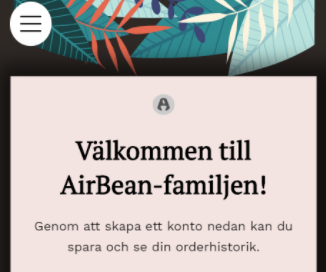 Välkommen till
AirBean-familjen!
Genom att skapa ett konto nedan kan du
spara och se din orderhistorik.